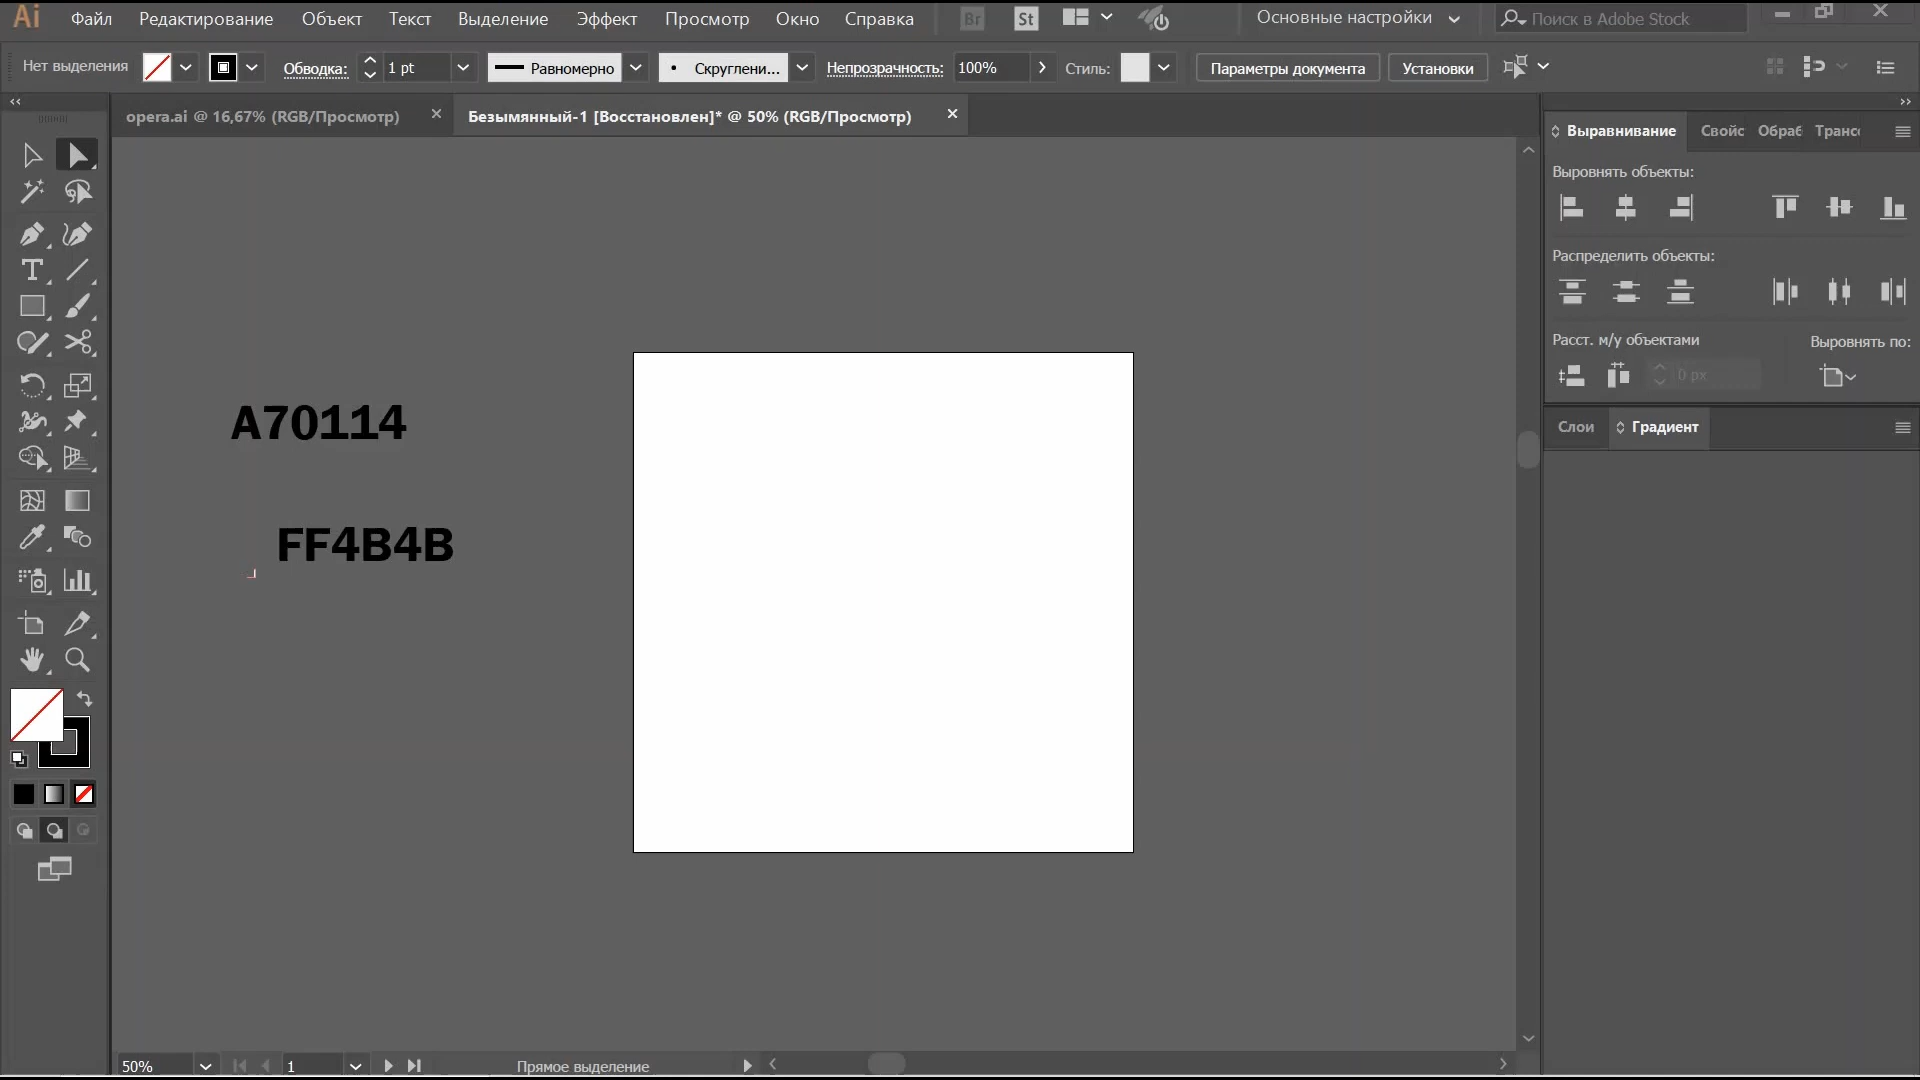 Ai Файл Редактирование Объект Текст Выделение Эффект Просмотр Окно Справка Br St Основные настройки Поиск в Adobe Stock
Нет выделения Обводка: 1 pt Равномерно Скруглени... Непрозрачность: 100% Стиль: Параметры документа Установки
opera.ai @ 16,67% (RGB/Просмотр) Безымянный-1 [Восстановлен]* @ 50% (RGB/Просмотр)
Выравнивание Свойс Обраб Транс
Выровнять объекты:
Распределить объекты:
Расст. м/у объектами Выровнять по:
0 px
Слои Градиент
A70114
FF4B4B
50% 1 Прямое выделение